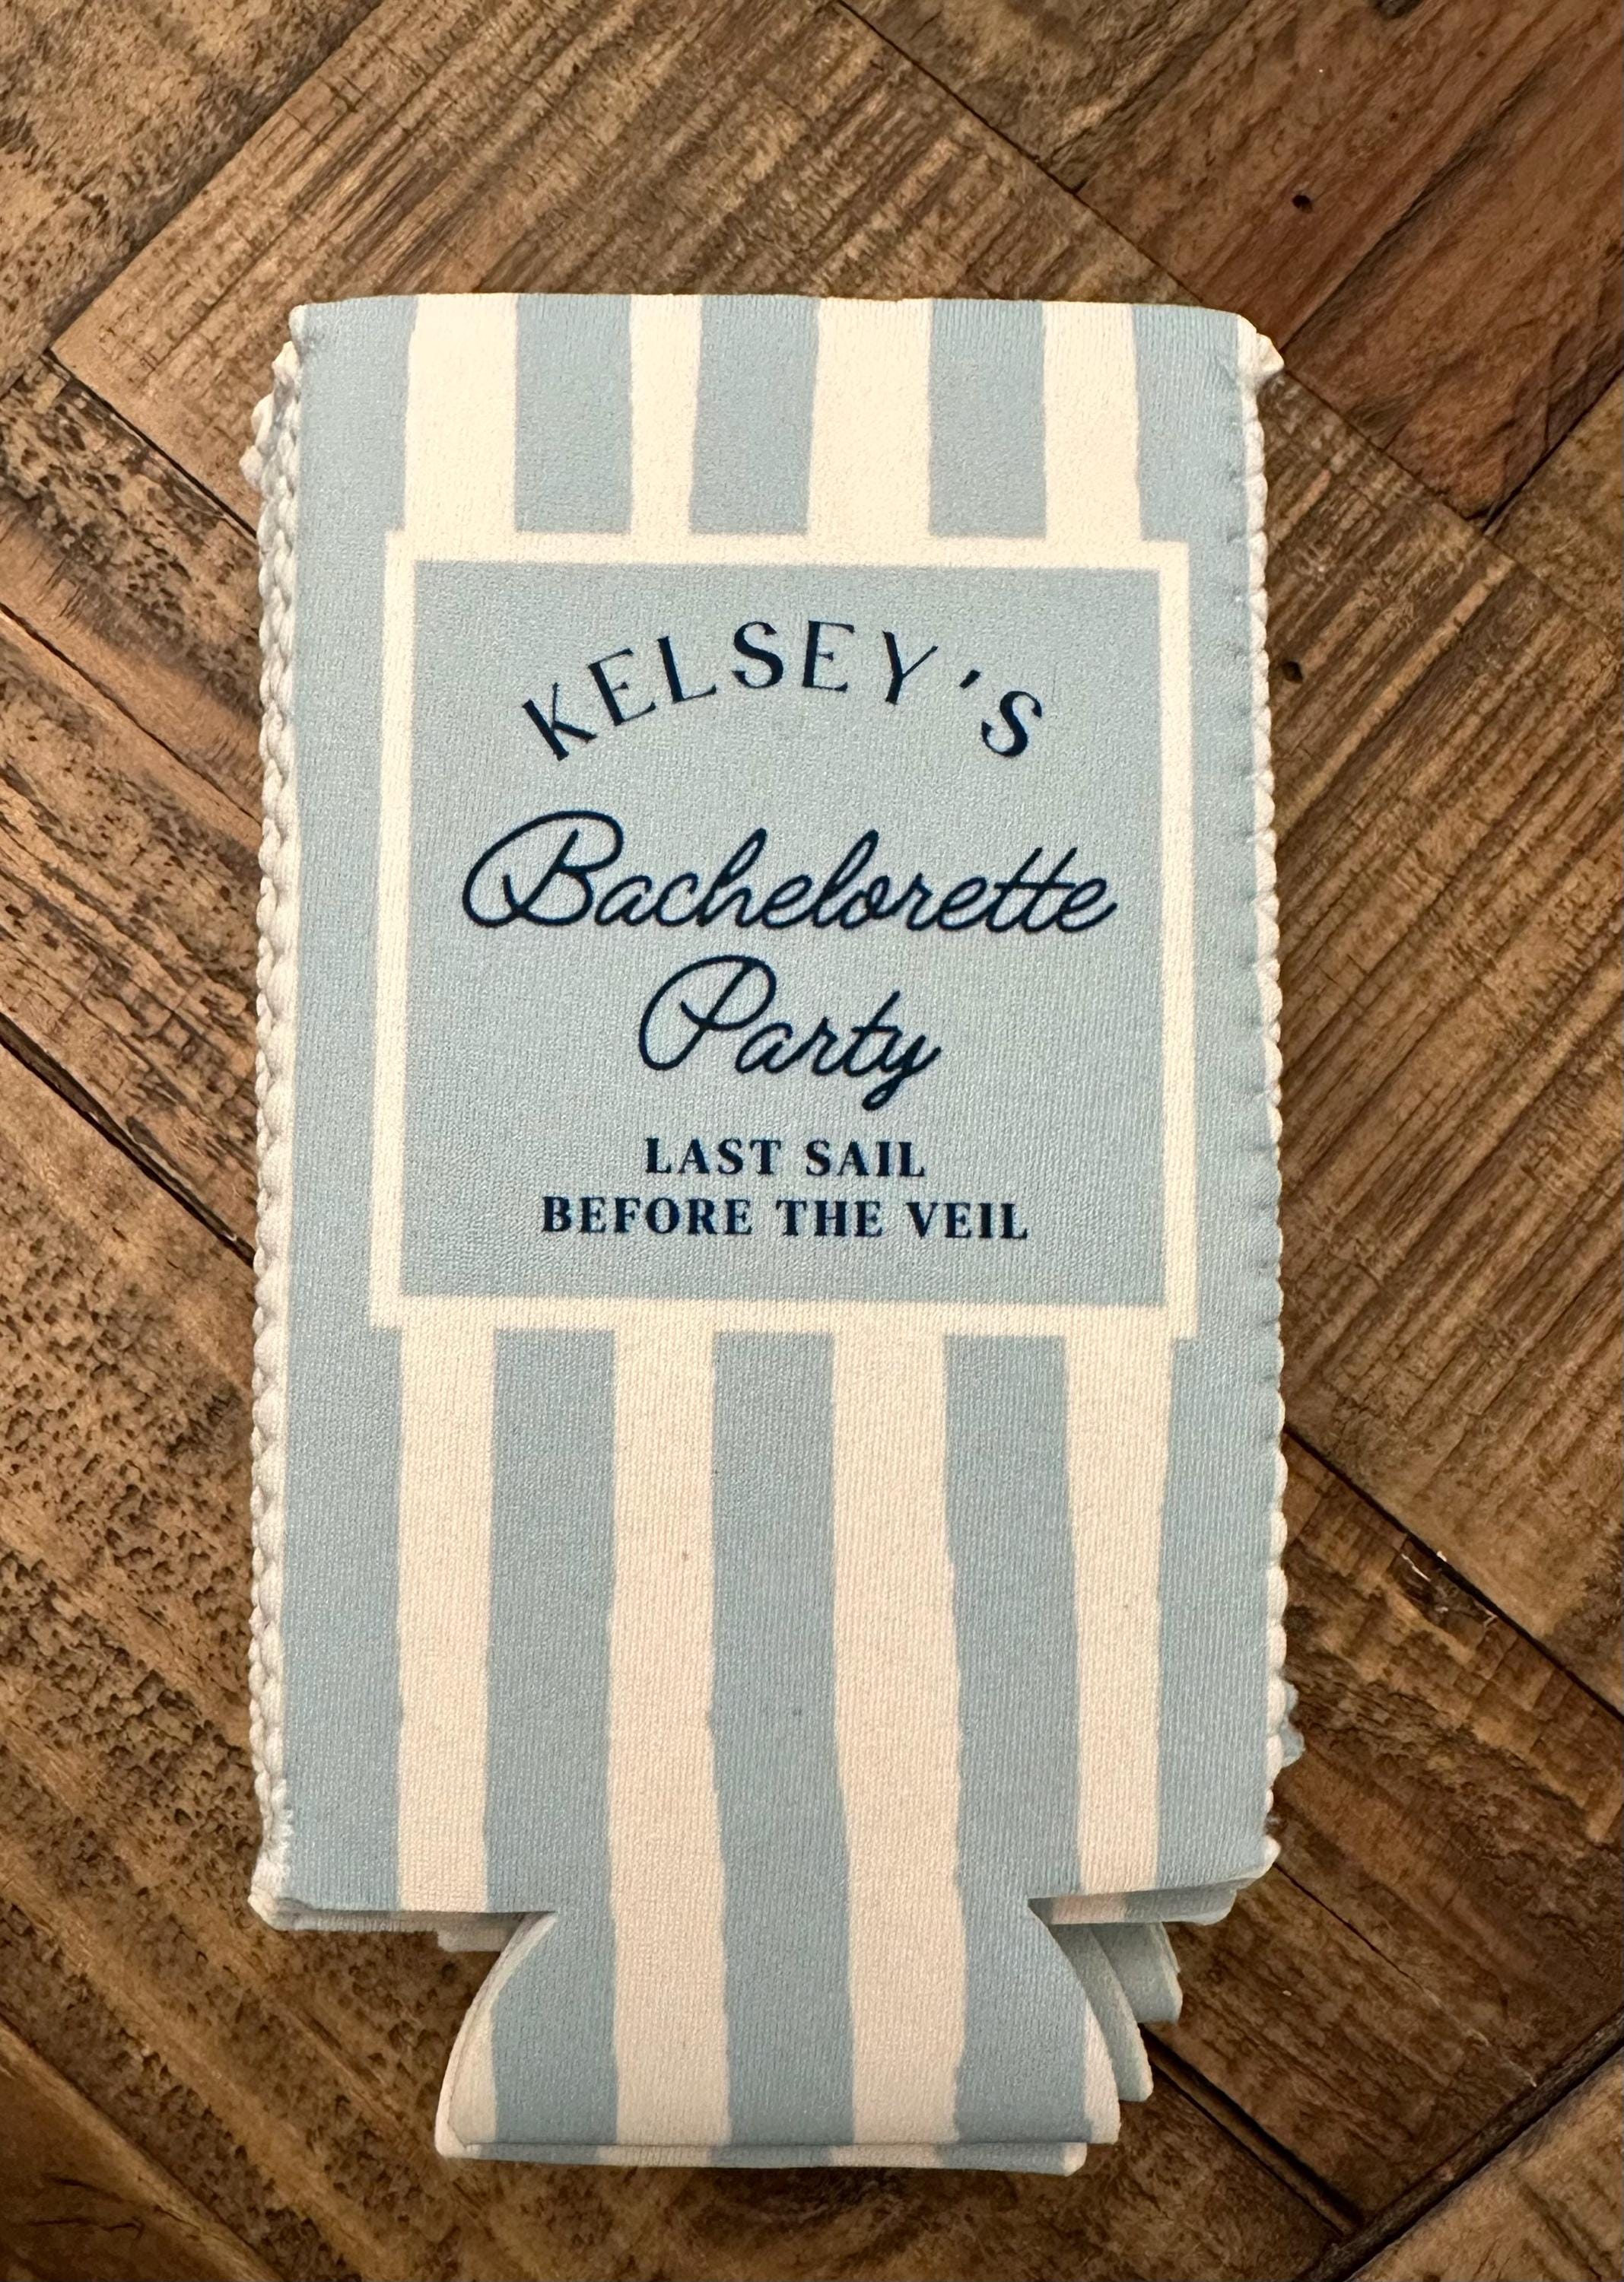 KELSEY'S
Bachelorette
Party
LAST SAIL
BEFORE THE VEIL